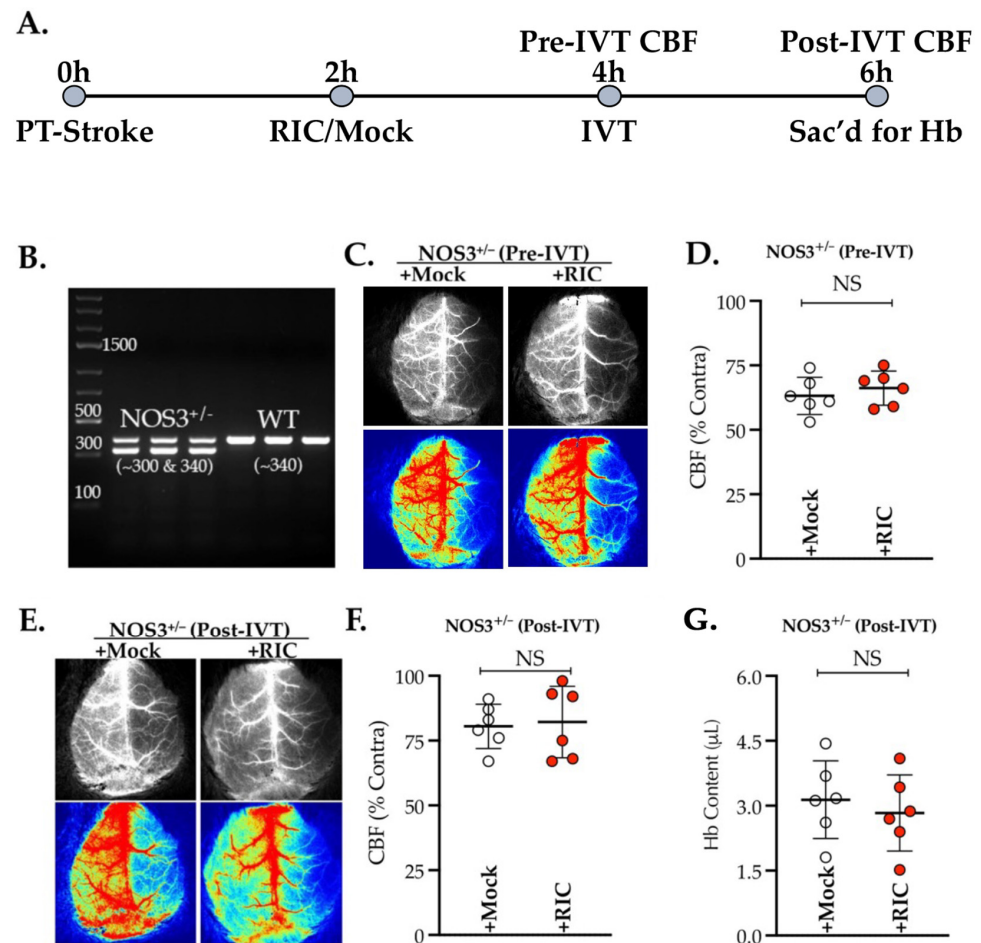 A.
Pre-IVT CBF Post-IVT CBF
0h 2h 4h 6h
PT-Stroke RIC/Mock IVT Sac'd for Hb
B.
1500
500
300
100
NOS3+/− WT
(~300 & 340) (~340)
C.
NOS3+/− (Pre-IVT)
+Mock +RIC
D.
NOS3+/− (Pre-IVT)
NS
CBF (% Contra)
100
75
50
25
0
+Mock
+RIC
E.
NOS3+/− (Post-IVT)
+Mock +RIC
F.
NOS3+/− (Post-IVT)
NS
CBF (% Contra)
100
75
50
25
0
+Mock
+RIC
G.
NOS3+/− (Post-IVT)
NS
Hb Content (μL)
6.0
4.5
3.0
1.5
0.0
+Mock
+RIC